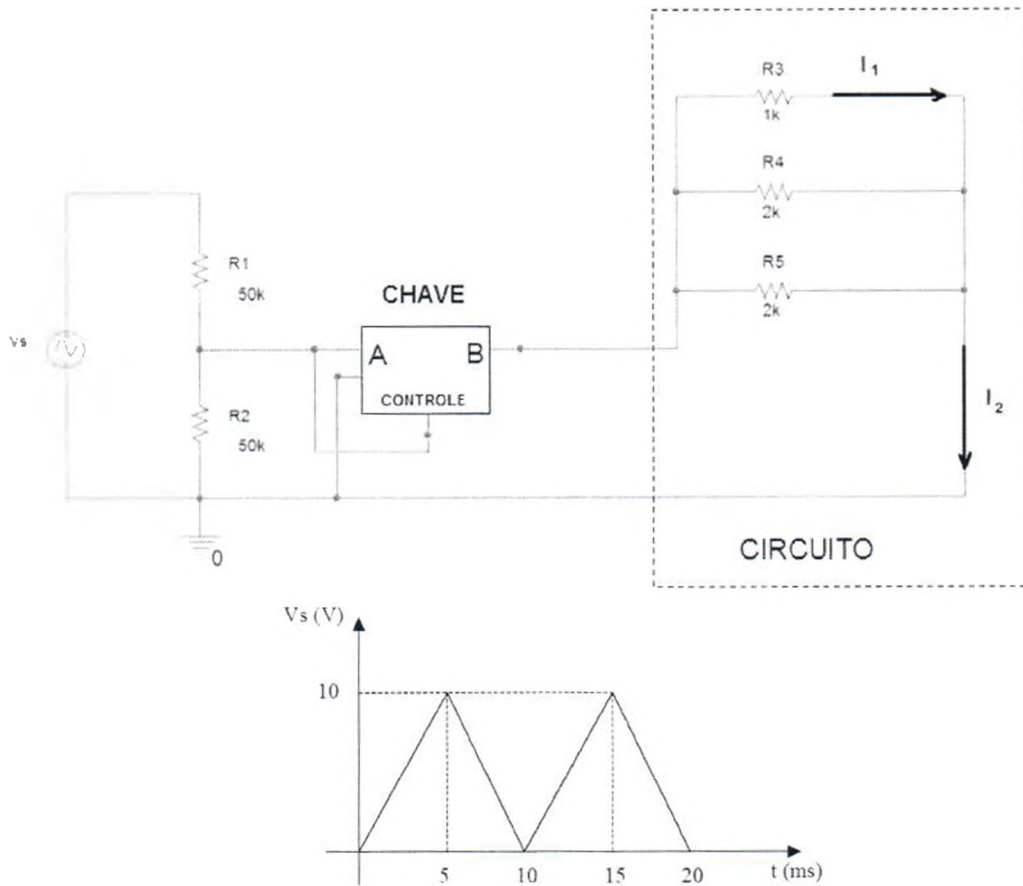 R3
I1
1k
R4
2k
R5
2k
R1
50k
CHAVE
Vs
V
A
B
CONTROLE
R2
50k
I2
0
CIRCUITO
Vs (V)
10
5
10
15
20
t (ms)